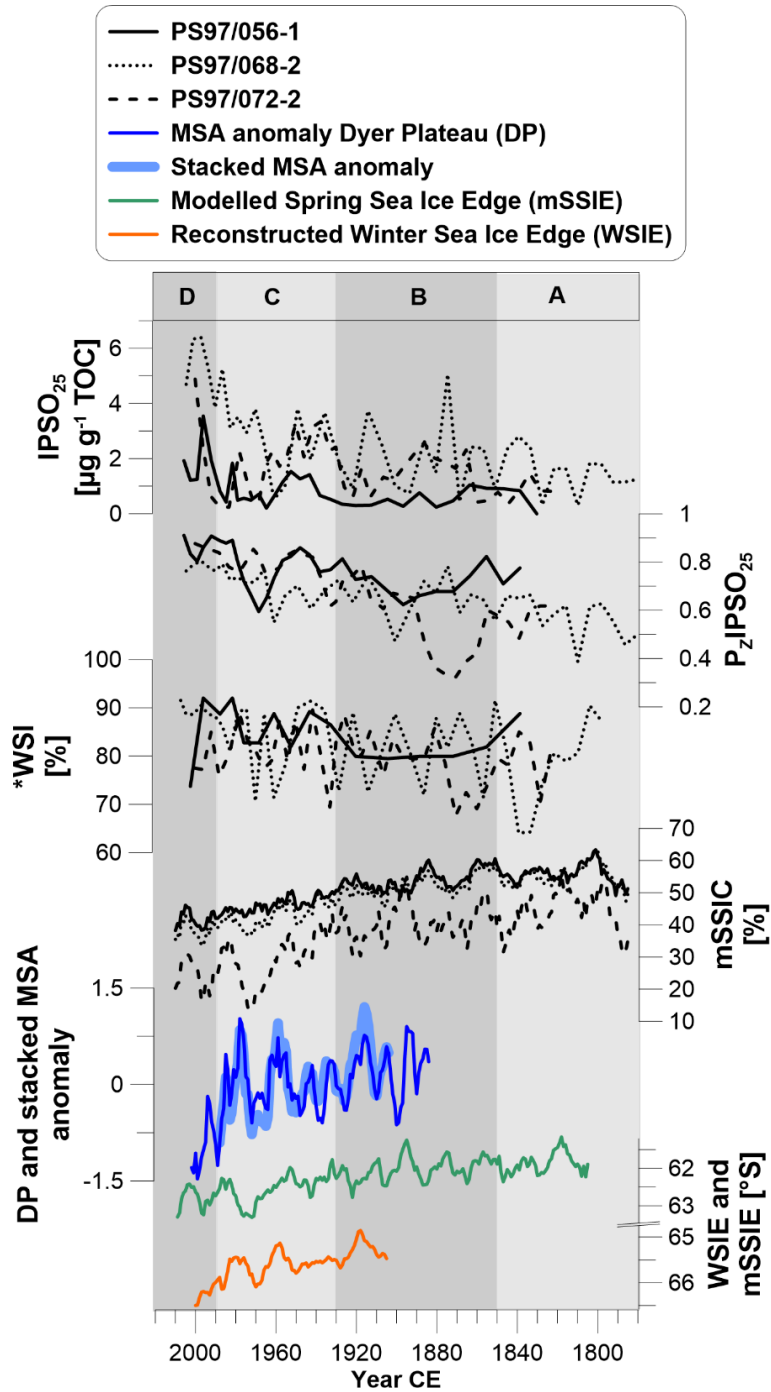 PS97/056-1
PS97/068-2
PS97/072-2
MSA anomaly Dyer Plateau (DP)
Stacked MSA anomaly
Modelled Spring Sea Ice Edge (mSSIE)
Reconstructed Winter Sea Ice Edge (WSIE)
D C B A
IPSO₂₅
[µg g⁻¹ TOC]
6
4
2
0
1
0.8
0.6
0.4
0.2
PzIPSO₂₅
*WSI
[%]
100
90
80
70
60
70
60
50
40
30
20
10
mSSIC
[%]
DP and stacked MSA
anomaly
1.5
0
-1.5
62
63
65
66
WSIE and
mSSIE [°S]
2000 1960 1920 1880 1840 1800
Year CE